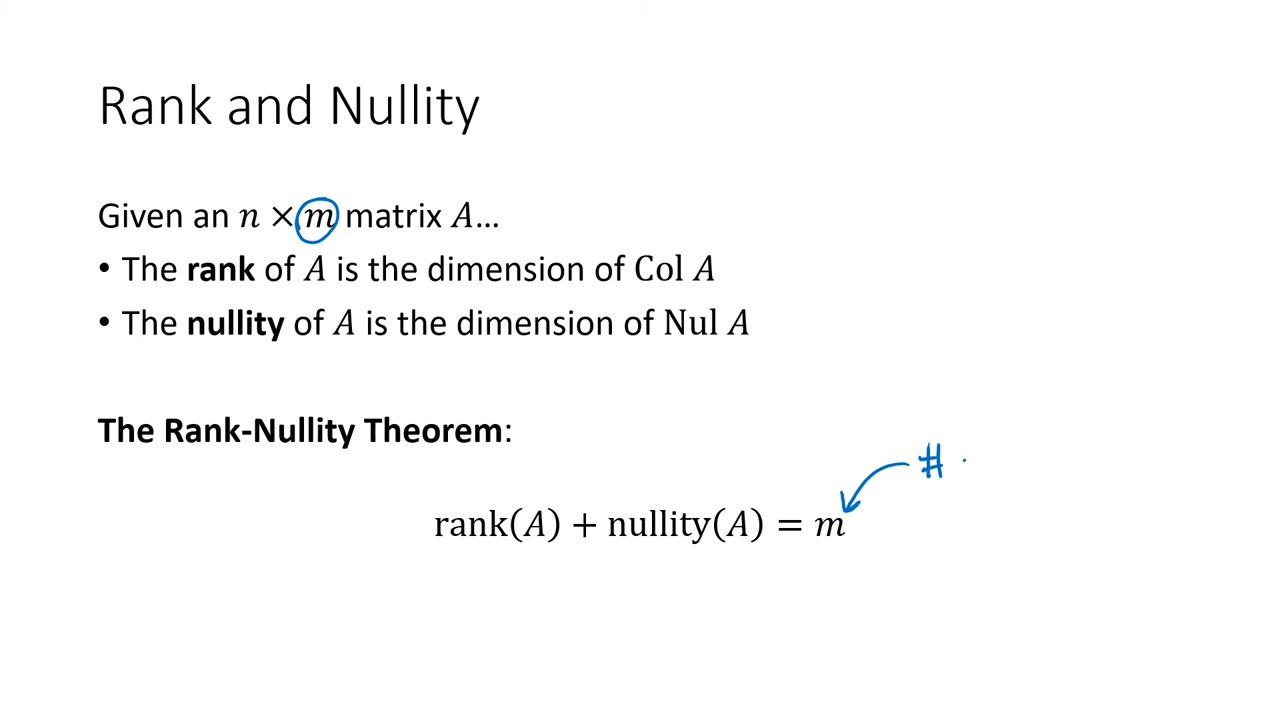 Rank and Nullity
Given an n × m matrix A...
• The rank of A is the dimension of Col A
• The nullity of A is the dimension of Nul A
The Rank-Nullity Theorem:
#
rank(A) + nullity(A) = m